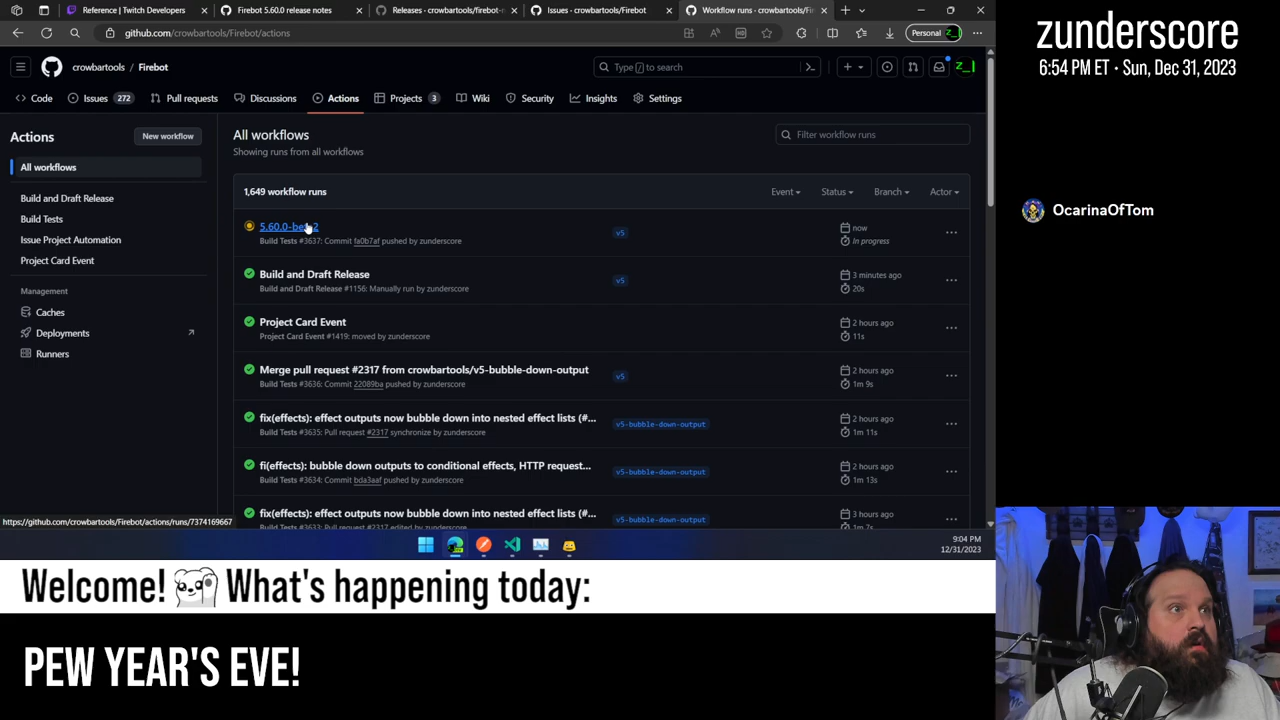 Reference | Twitch Developers
Firebot 5.60.0 release notes
Releases · crowbartools/firebot-n
Issues · crowbartools/Firebot
Workflow runs · crowbartools/Fi
github.com/crowbartools/Firebot/actions
Personal
crowbartools / Firebot
Type / to search
Code
Issues 272
Pull requests
Discussions
Actions
Projects 3
Wiki
Security
Insights
Settings
Actions
New workflow
All workflows
Build and Draft Release
Build Tests
Issue Project Automation
Project Card Event
Management
Caches
Deployments
Runners
All workflows
Showing runs from all workflows
Filter workflow runs
1,649 workflow runs
Event
Status
Branch
Actor
5.60.0-beta2
Build Tests #3637: Commit fa0b7af pushed by zunderscore
v5
now
In progress
Build and Draft Release
Build and Draft Release #1156: Manually run by zunderscore
v5
3 minutes ago
20s
Project Card Event
Project Card Event #1419: moved by zunderscore
2 hours ago
11s
Merge pull request #2317 from crowbartools/v5-bubble-down-output
Build Tests #3636: Commit 22089ba pushed by zunderscore
v5
2 hours ago
1m 9s
fix(effects): effect outputs now bubble down into nested effect lists (#...
Build Tests #3635: Pull request #2317 synchronize by zunderscore
v5-bubble-down-output
2 hours ago
1m 11s
fi(effects): bubble down outputs to conditional effects, HTTP request...
Build Tests #3634: Commit bda3aaf pushed by zunderscore
v5-bubble-down-output
2 hours ago
1m 13s
fix(effects): effect outputs now bubble down into nested effect lists (#...
Build Tests #3633: Pull request #2317 edited by zunderscore
v5-bubble-down-output
3 hours ago
1m 7s
https://github.com/crowbartools/Firebot/actions/runs/7374169667
9:04 PM
12/31/2023
Welcome! What's happening today:
PEW YEAR'S EVE!
zunderscore
6:54 PM ET · Sun, Dec 31, 2023
OcarinaOfTom